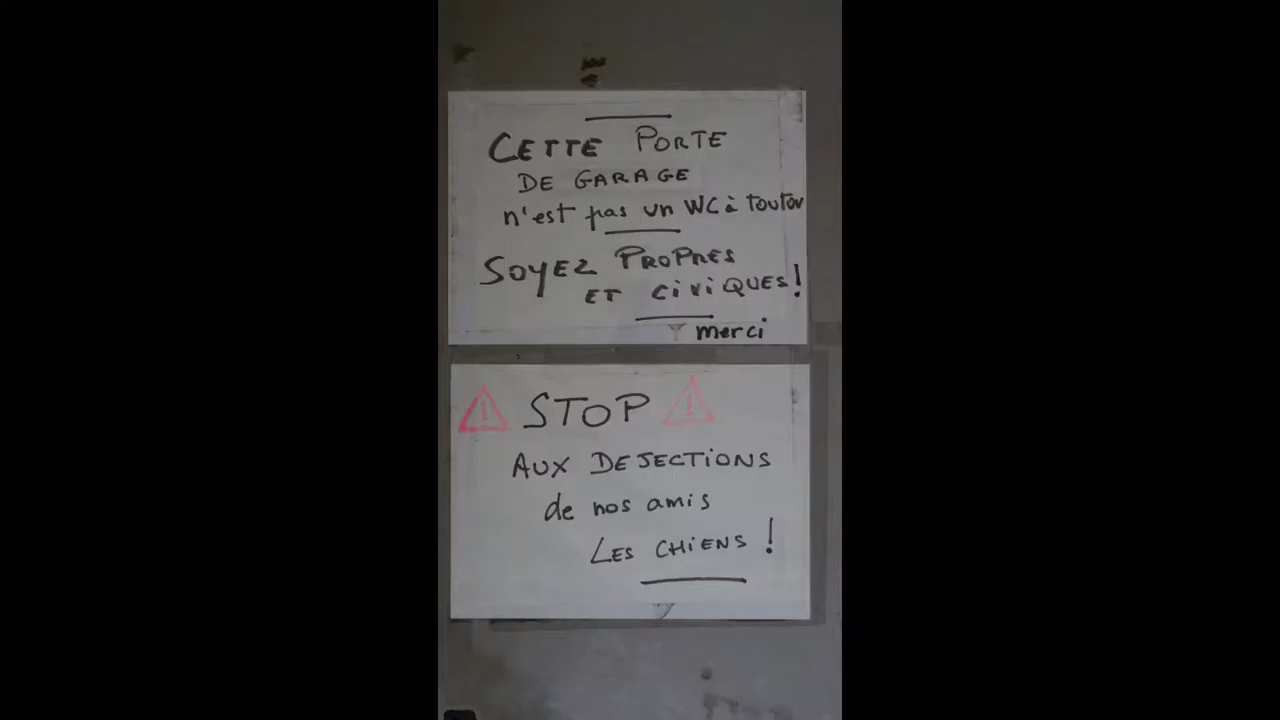 CETTE PORTE
DE GARAGE
n'est pas un WC à toutou
SOYEZ PROPRES
ET CiViQUES!
merci
STOP
AUX DEJECTiONS
de nos amis
LES CHiENS !